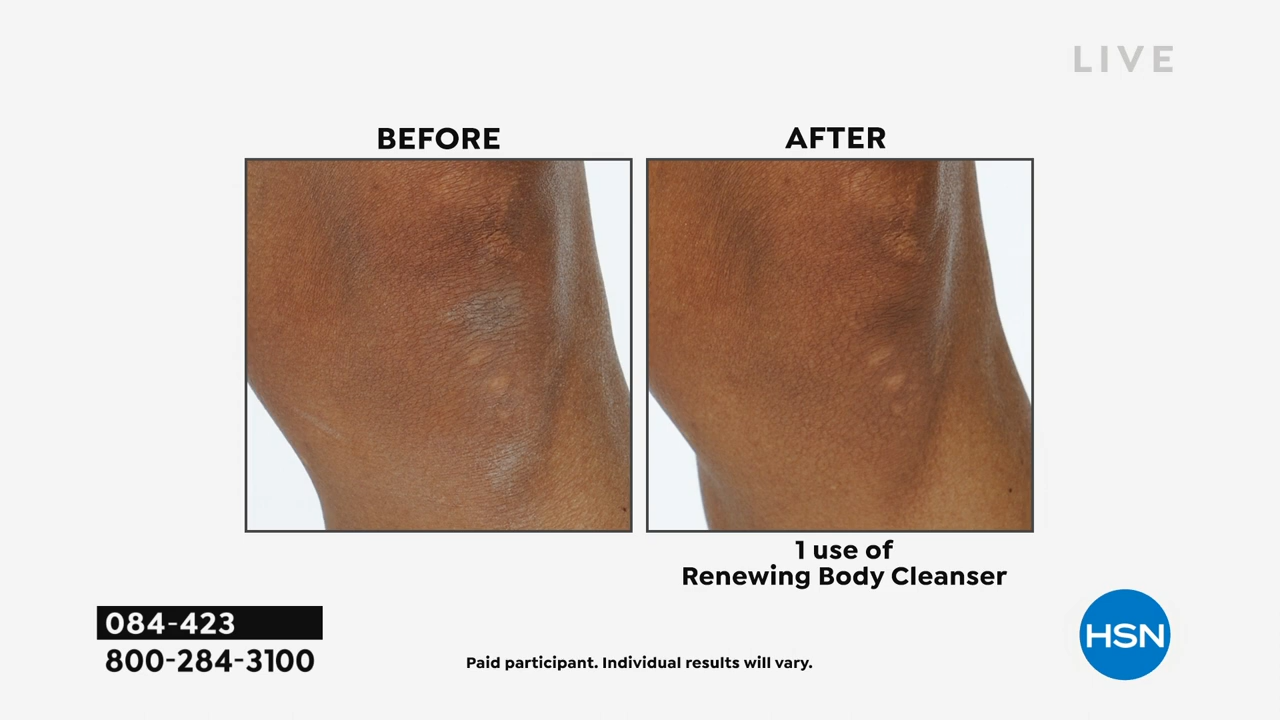 LIVE
BEFORE
AFTER
1 use of
Renewing Body Cleanser
084-423
800-284-3100
Paid participant. Individual results will vary.
HSN